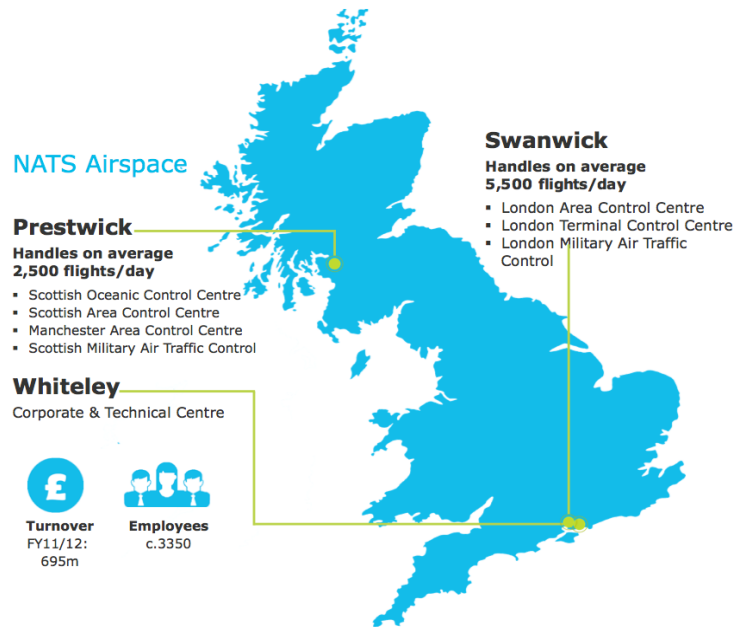 NATS Airspace
Prestwick
Handles on average
2,500 flights/day
▪ Scottish Oceanic Control Centre
▪ Scottish Area Control Centre
▪ Manchester Area Control Centre
▪ Scottish Military Air Traffic Control
Whiteley
Corporate & Technical Centre
£
Turnover
FY11/12:
695m
Employees
c.3350
Swanwick
Handles on average
5,500 flights/day
▪ London Area Control Centre
▪ London Terminal Control Centre
▪ London Military Air Traffic
Control